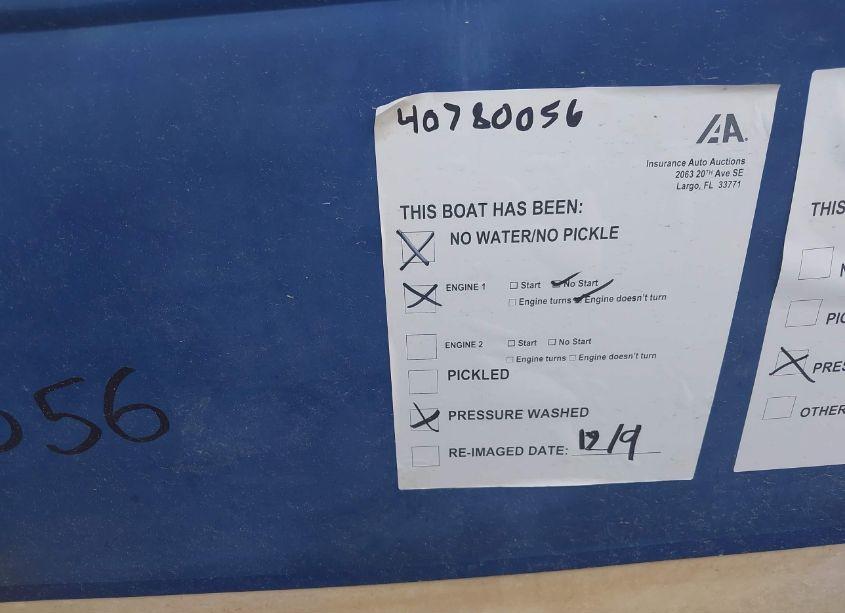 40780056
IAA.
Insurance Auto Auctions
2063 20TH Ave SE
Largo, FL 33771
THIS BOAT HAS BEEN:
NO WATER/NO PICKLE
ENGINE 1 Start No Start
Engine turns Engine doesn't turn
ENGINE 2 Start No Start
Engine turns Engine doesn't turn
PICKLED
PRESSURE WASHED
RE-IMAGED DATE: 12/9
056
THIS
N
PIC
PRES
OTHER